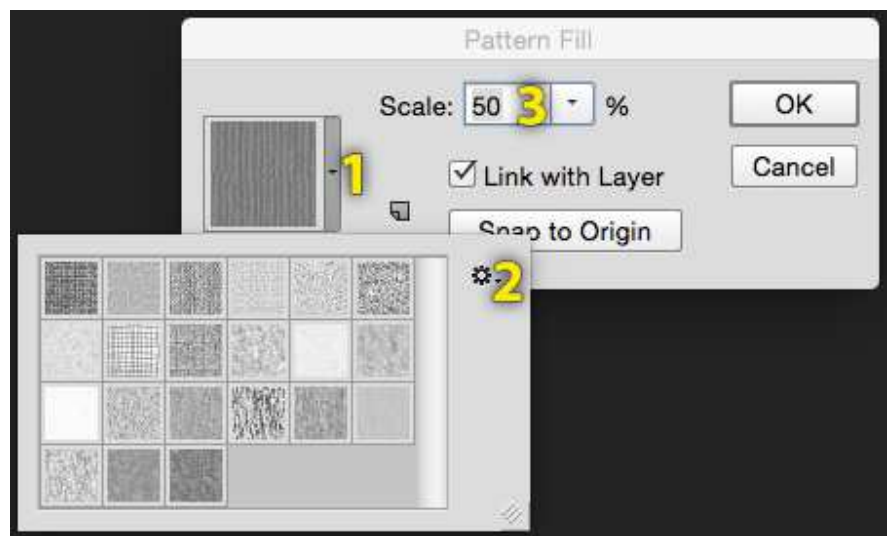 Pattern Fill
Scale: 50 3 %
OK
1
Link with Layer
Cancel
Snap to Origin
2